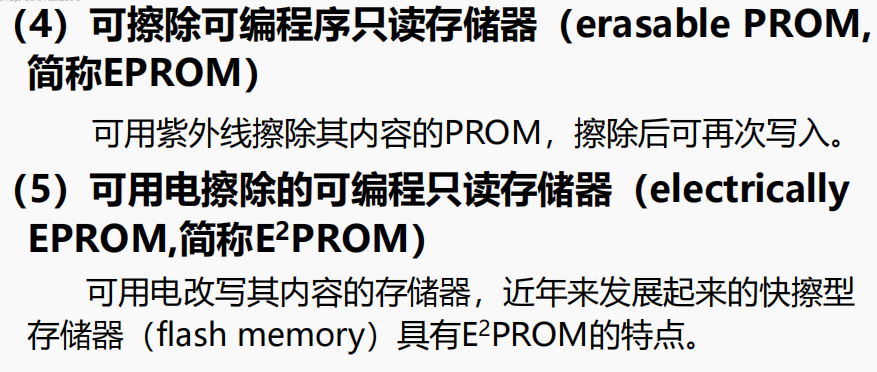 （4）可擦除可编程序只读存储器（erasable PROM,
简称EPROM）
可用紫外线擦除其内容的PROM，擦除后可再次写入。
（5）可用电擦除的可编程只读存储器（electrically
EPROM,简称E²PROM）
可用电改写其内容的存储器，近年来发展起来的快擦型
存储器（flash memory）具有E²PROM的特点。